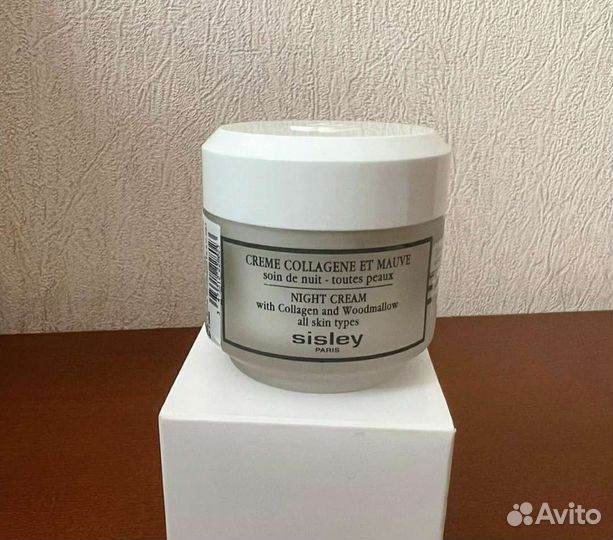 CREME COLLAGENE ET MAUVE
soin de nuit - toutes peaux
NIGHT CREAM
with Collagen and Woodmallow
all skin types
sisley
PARIS
Avito